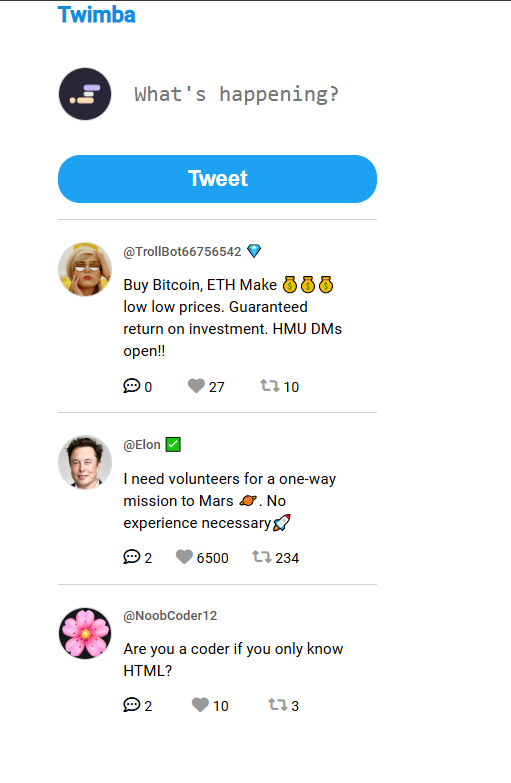 Twimba
What's happening?
Tweet
@TrollBot66756542 💎
Buy Bitcoin, ETH Make 💰💰💰
low low prices. Guaranteed
return on investment. HMU DMs
open!!
0 27 10
@Elon ✅
I need volunteers for a one-way
mission to Mars 🪐. No
experience necessary🚀
2 6500 234
@NoobCoder12
Are you a coder if you only know
HTML?
2 10 3